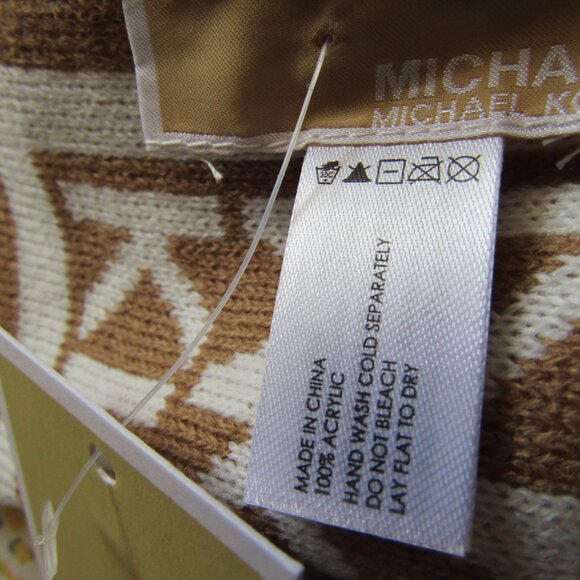 MICHA
MICHAEL KO
30C
MADE IN CHINA
100% ACRYLIC
HAND WASH COLD SEPARATELY
DO NOT BLEACH
LAY FLAT TO DRY